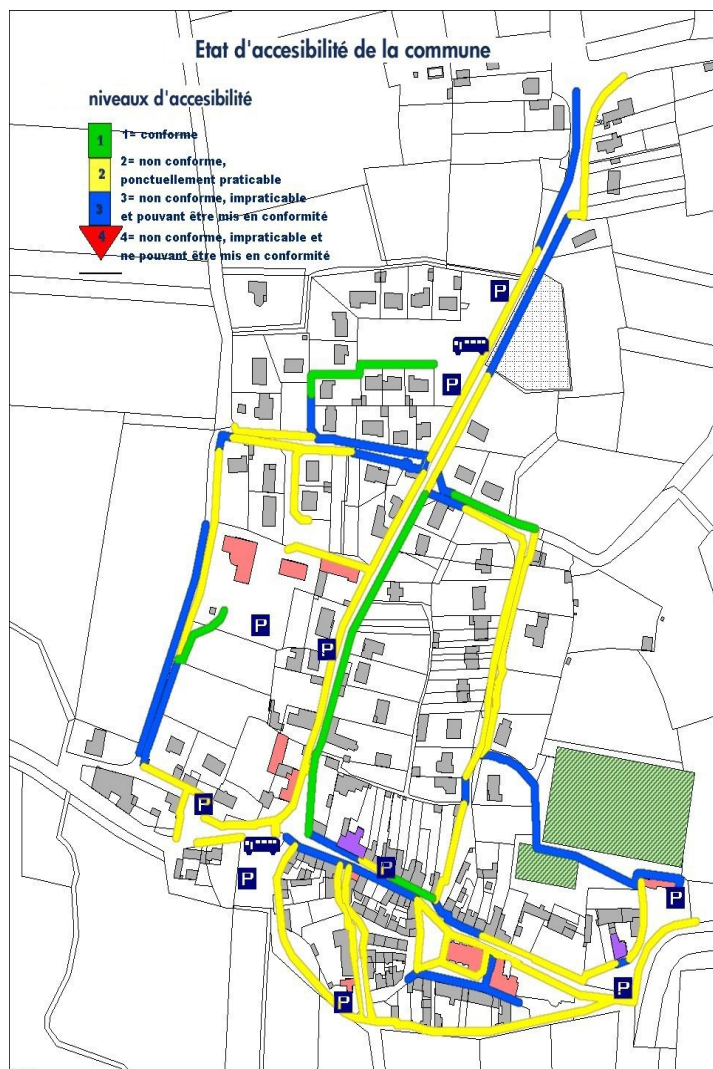 Etat d'accesibilité de la commune
niveaux d'accesibilité
1
1= conforme
2
2= non conforme,
ponctuellement praticable
3
3= non conforme, impraticable
et pouvant être mis en conformité
4
4= non conforme, impraticable et
ne pouvant être mis en conformité
P
P
P
P
P
P
P
P
P
P